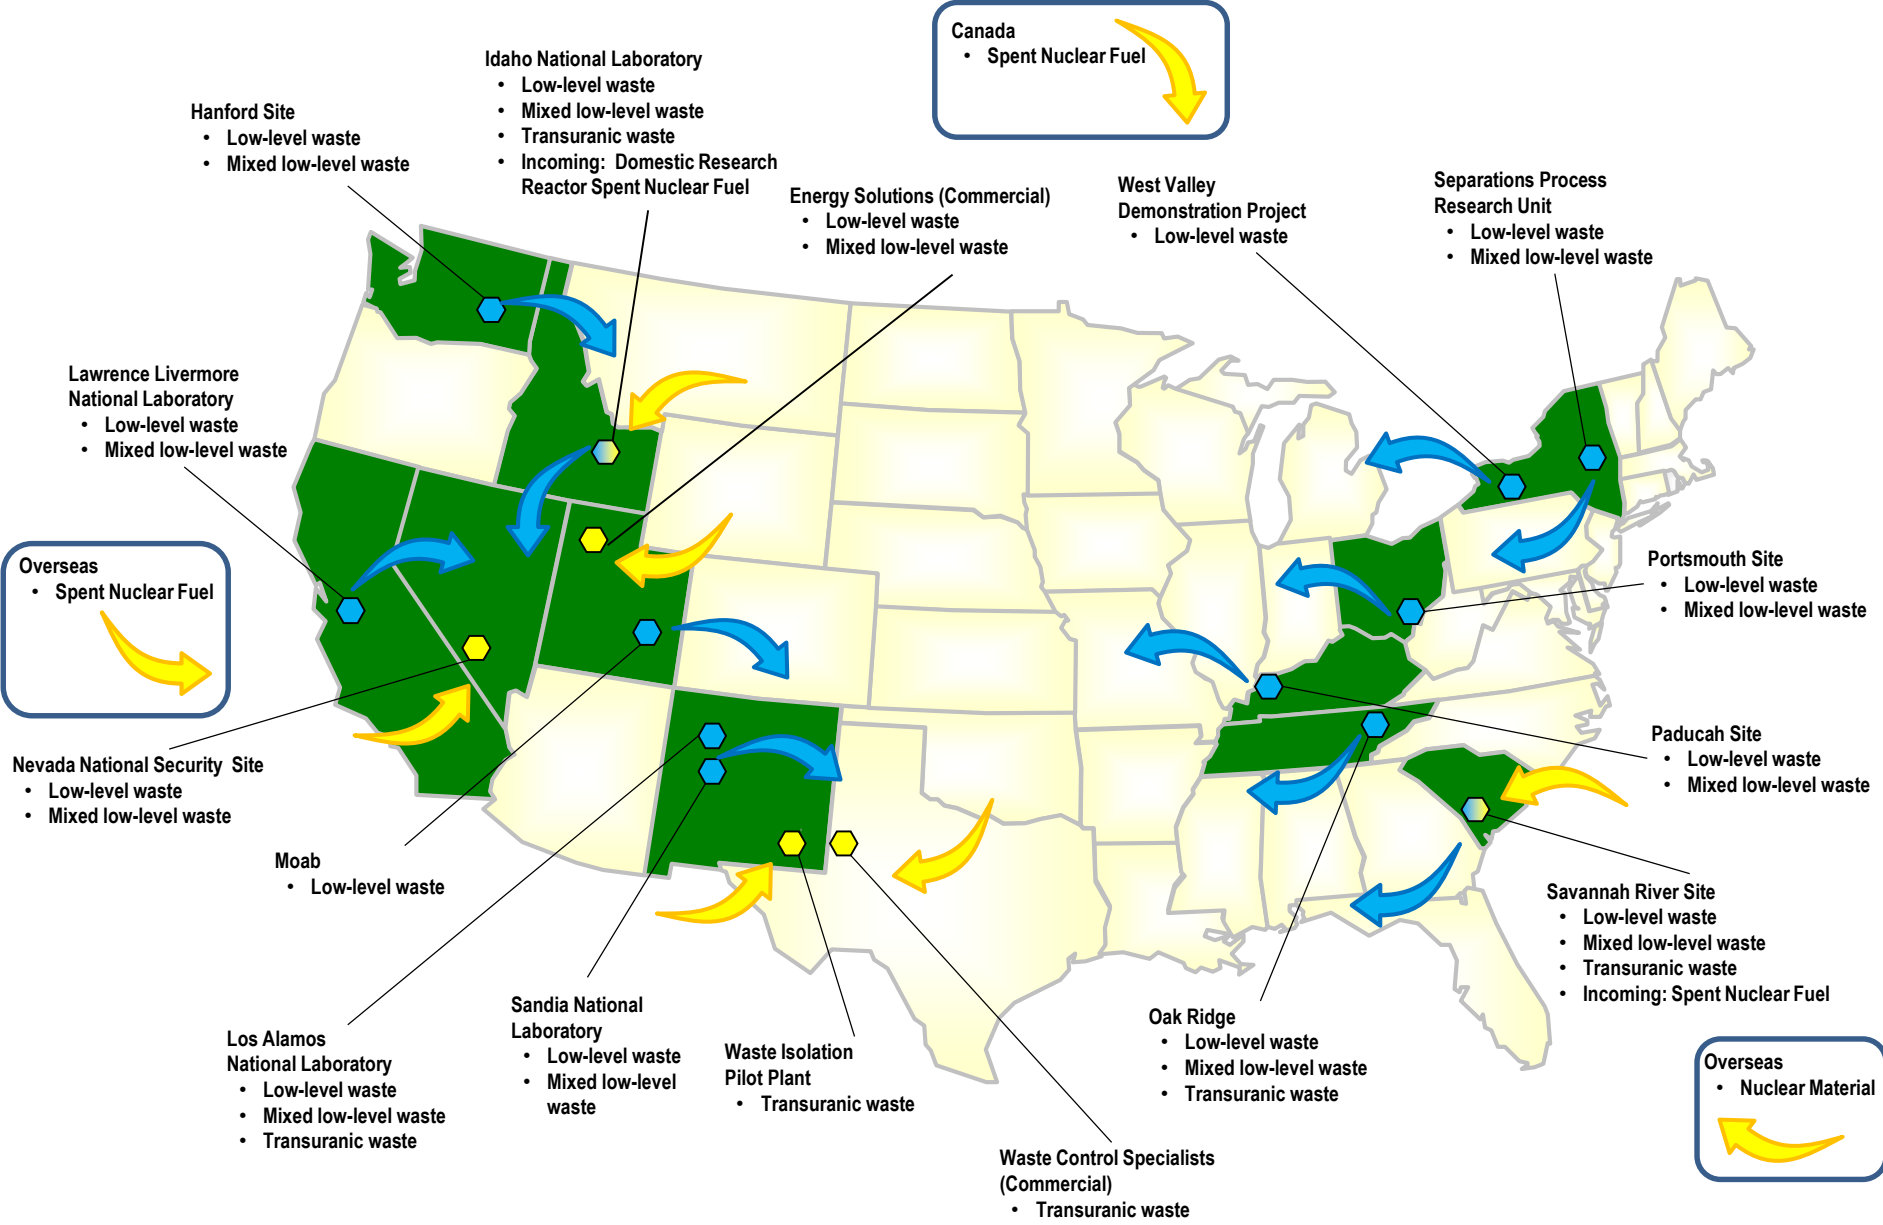 Canada
• Spent Nuclear Fuel
Idaho National Laboratory
• Low-level waste
• Mixed low-level waste
• Transuranic waste
• Incoming: Domestic Research
Reactor Spent Nuclear Fuel
Hanford Site
• Low-level waste
• Mixed low-level waste
Energy Solutions (Commercial)
• Low-level waste
• Mixed low-level waste
West Valley
Demonstration Project
• Low-level waste
Separations Process
Research Unit
• Low-level waste
• Mixed low-level waste
Lawrence Livermore
National Laboratory
• Low-level waste
• Mixed low-level waste
Overseas
• Spent Nuclear Fuel
Portsmouth Site
• Low-level waste
• Mixed low-level waste
Nevada National Security Site
• Low-level waste
• Mixed low-level waste
Paducah Site
• Low-level waste
• Mixed low-level waste
Moab
• Low-level waste
Savannah River Site
• Low-level waste
• Mixed low-level waste
• Transuranic waste
• Incoming: Spent Nuclear Fuel
Los Alamos
National Laboratory
• Low-level waste
• Mixed low-level waste
• Transuranic waste
Sandia National
Laboratory
• Low-level waste
• Mixed low-level
waste
Waste Isolation
Pilot Plant
• Transuranic waste
Oak Ridge
• Low-level waste
• Mixed low-level waste
• Transuranic waste
Overseas
• Nuclear Material
Waste Control Specialists
(Commercial)
• Transuranic waste